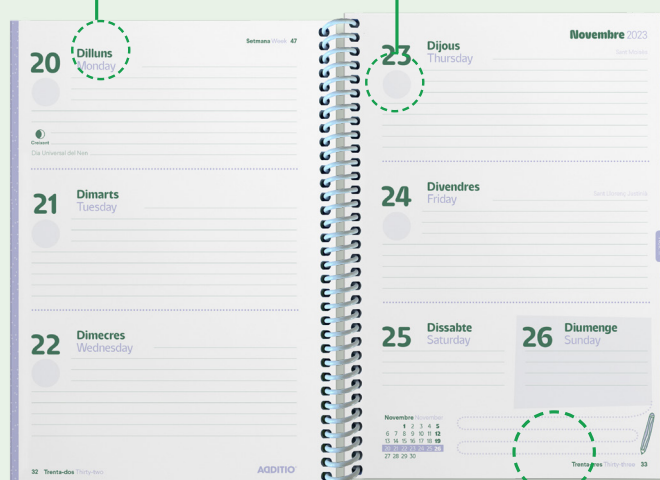 Setmana Week 47
20 Dilluns
Monday
Creixent
Dia Universal del Nen
21 Dimarts
Tuesday
22 Dimecres
Wednesday
32 Trenta-dos Thirty-two
ADDITIO
Novembre 2023
23 Dijous
Thursday
24 Divendres
Friday
25 Dissabte
Saturday
26 Diumenge
Sunday
Novembre November
1 2 3 4 5
6 7 8 9 10 11 12
13 14 15 16 17 18 19
20 21 22 23 24 25 26
27 28 29 30
Trenta-tres Thirty-three 33